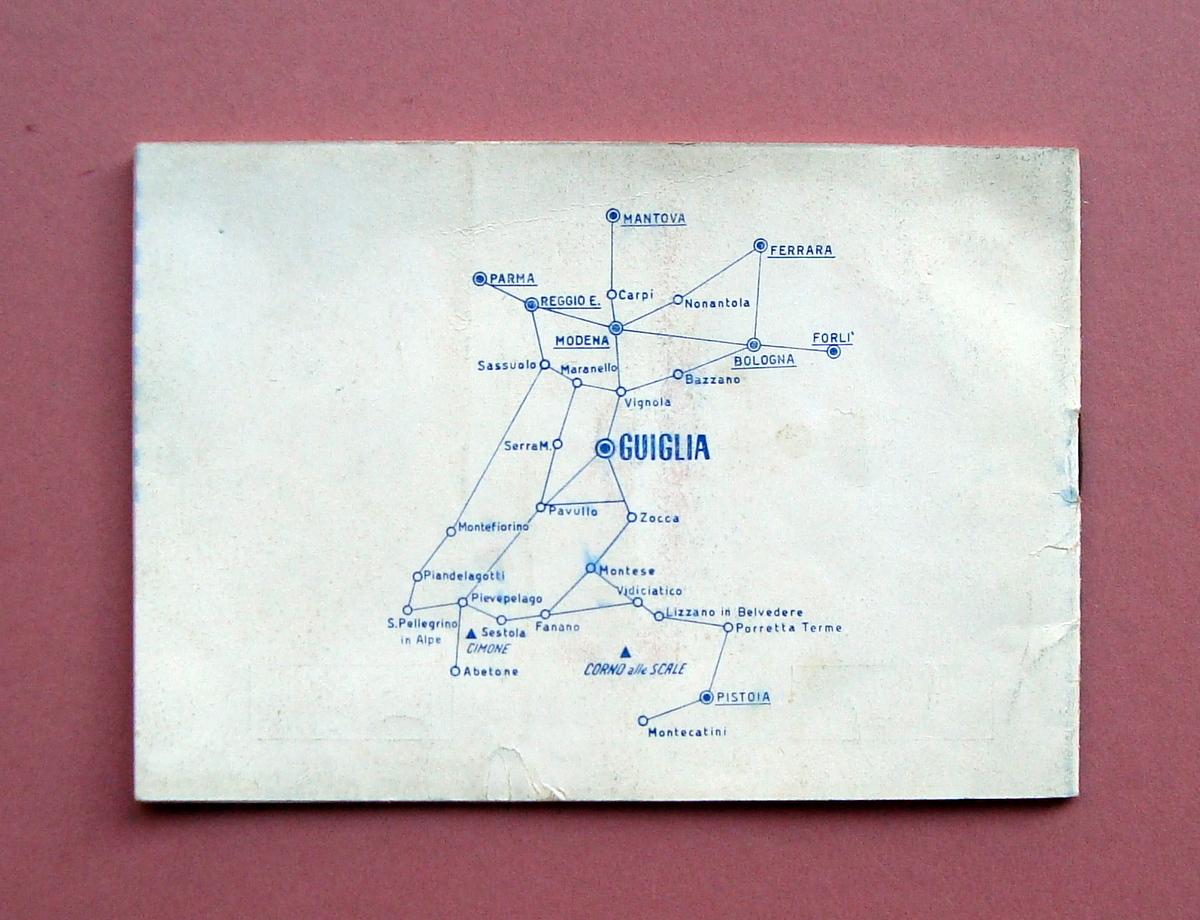 MANTOVA
FERRARA
PARMA
REGGIO E.
Carpi
Nonantola
MODENA
FORLI'
BOLOGNA
Sassuolo
Maranello
Bazzano
Vignola
Serra M.
GUIGLIA
Pavullo
Zocca
Montefiorino
Montese
Piandelagotti
Vidiciatico
Pievepelago
Lizzano in Belvedere
S.Pellegrino
in Alpe
Sestola
Fanano
Porretta Terme
CIMONE
Abetone
CORNO alle SCALE
PISTOIA
Montecatini